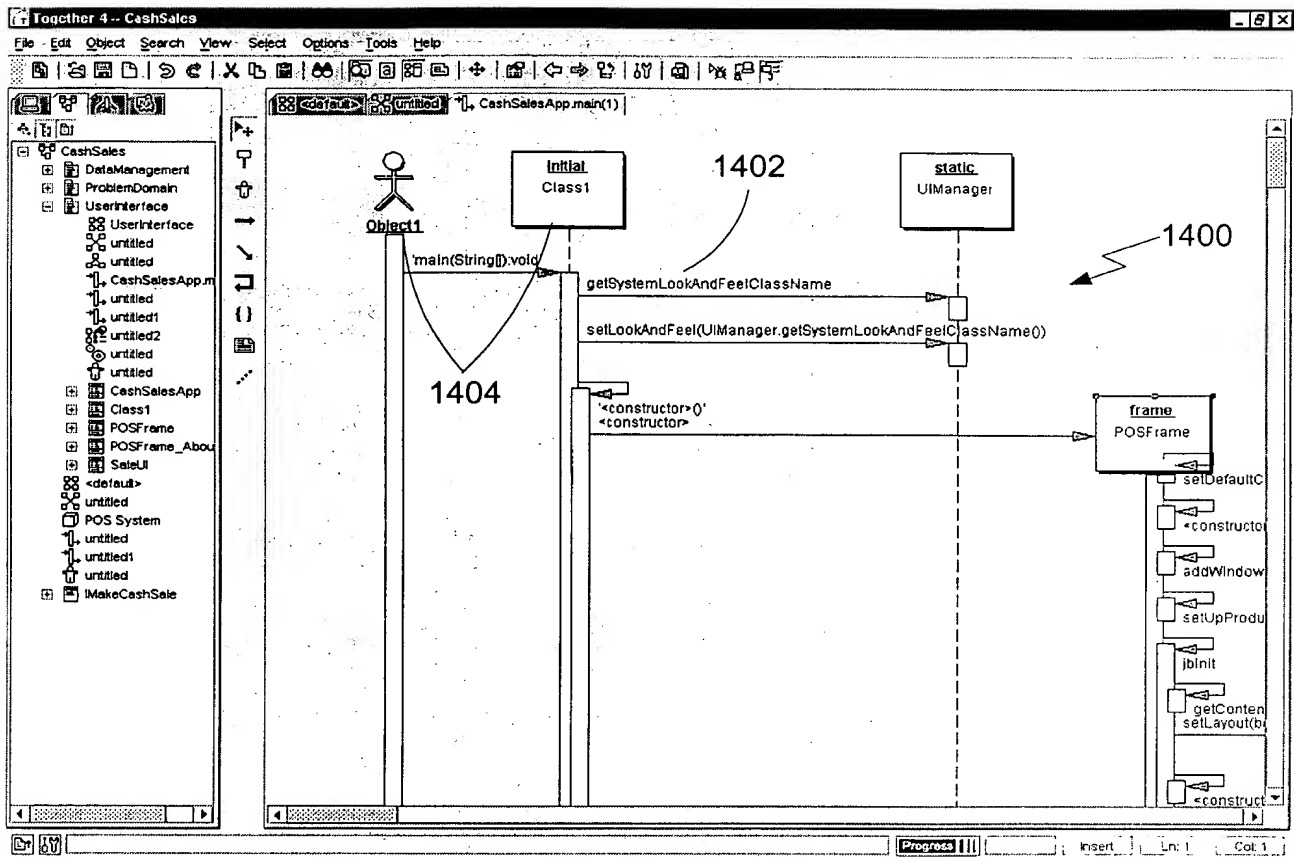 Together 4 -- CashSales
File Edit Object Search View Select Options Tools Help
<default> untitled CashSalesApp.main(1)
CashSales
DataManagement
ProblemDomain
UserInterface
UserInterface
untitled
untitled
CashSalesApp.m
untitled
untitled1
untitled2
untitled
untitled
CashSalesApp
Class1
POSFrame
POSFrame_Abou
SaleUI
<default>
untitled
POS System
untitled
untitled1
untitled
IMakeCashSale
Object1
Initial
Class1
1402
static
UIManager
1400
'main(String[]):void
getSystemLookAndFeelClassName
setLookAndFeel(UIManager.getSystemLookAndFeelClassName())
1404
'<constructor>()'
<constructor>
frame
POSFrame
setDefaultC
<constructo
addWindow
setUpProdu
jbInit
getConten
setLayout(b
<construct
Progress
Insert Ln: 1 Col: 1